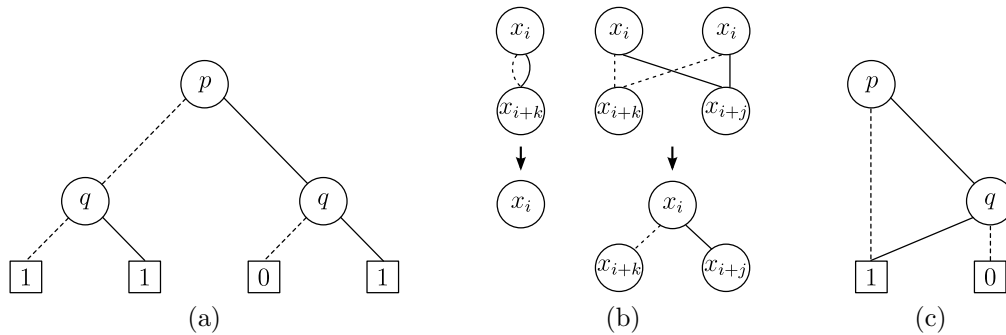 p
q q
1 1 0 1
(a)
x_i x_i x_i
x_{i+k} x_{i+k} x_{i+j}
x_i x_i
x_{i+k} x_{i+j}
(b)
p
q
1 0
(c)